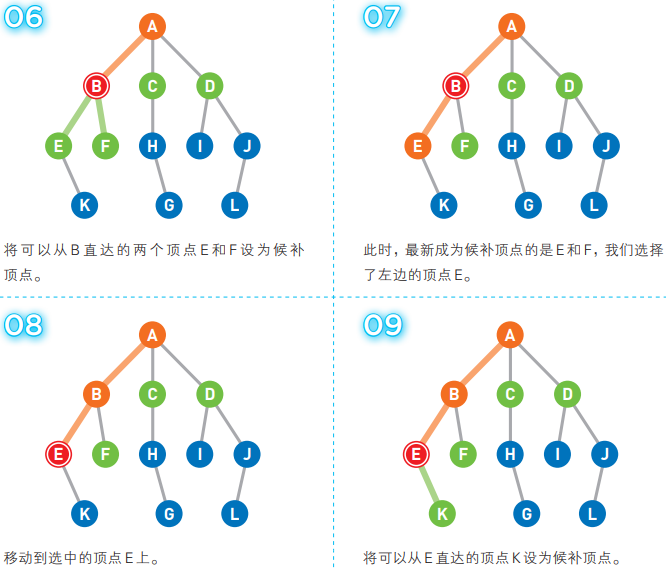 06
A
B C D
E F H I J
K G L
将可以从B直达的两个顶点E和F设为候补
顶点。
07
A
B C D
E F H I J
K G L
此时，最新成为候补顶点的是E和F，我们选择
了左边的顶点E。
08
A
B C D
E F H I J
K G L
移动到选中的顶点E上。
09
A
B C D
E F H I J
K G L
将可以从E直达的顶点K设为候补顶点。